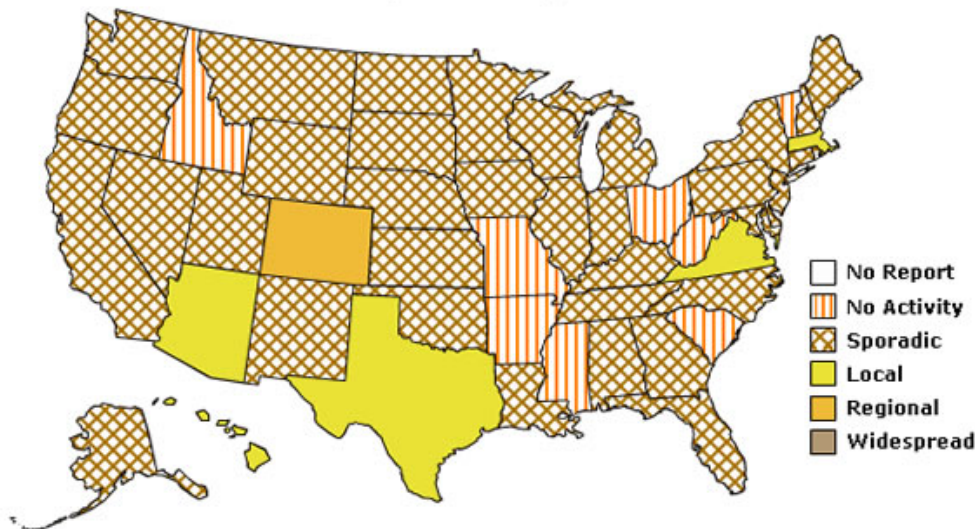 No Report
No Activity
Sporadic
Local
Regional
Widespread